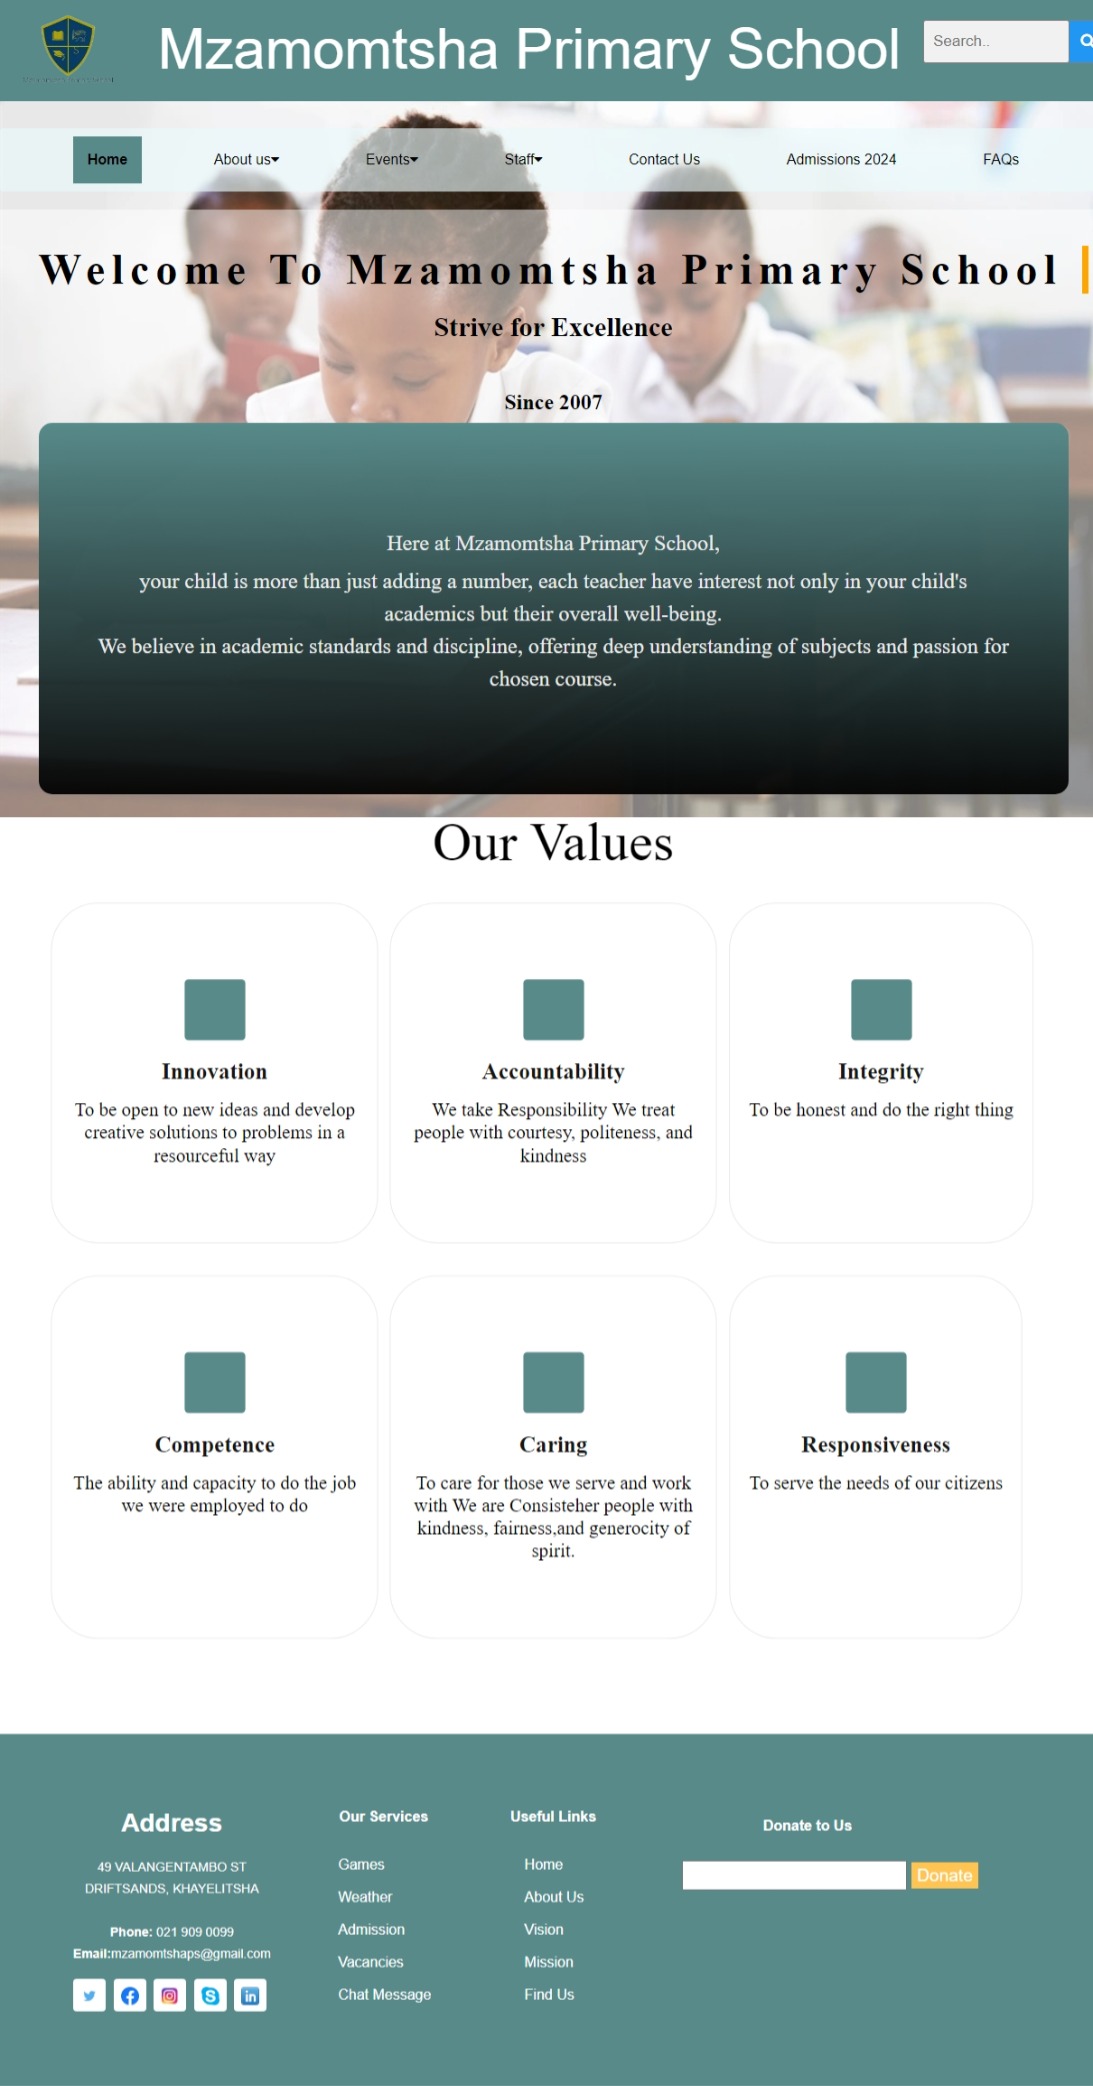 Mzamomtsha Primary School
Search..
Home
About us
Events
Staff
Contact Us
Admissions 2024
FAQs
Welcome To Mzamomtsha Primary School
Strive for Excellence
Since 2007
Here at Mzamomtsha Primary School,
your child is more than just adding a number, each teacher have interest not only in your child's
academics but their overall well-being.
We believe in academic standards and discipline, offering deep understanding of subjects and passion for
chosen course.
Our Values
Innovation
To be open to new ideas and develop
creative solutions to problems in a
resourceful way
Accountability
We take Responsibility We treat
people with courtesy, politeness, and
kindness
Integrity
To be honest and do the right thing
Competence
The ability and capacity to do the job
we were employed to do
Caring
To care for those we serve and work
with We are Consisteher people with
kindness, fairness,and generocity of
spirit.
Responsiveness
To serve the needs of our citizens
Address
49 VALANGENTAMBO ST
DRIFTSANDS, KHAYELITSHA
Phone: 021 909 0099
Email:mzamomtshaps@gmail.com
Our Services
Games
Weather
Admission
Vacancies
Chat Message
Useful Links
Home
About Us
Vision
Mission
Find Us
Donate to Us
Donate